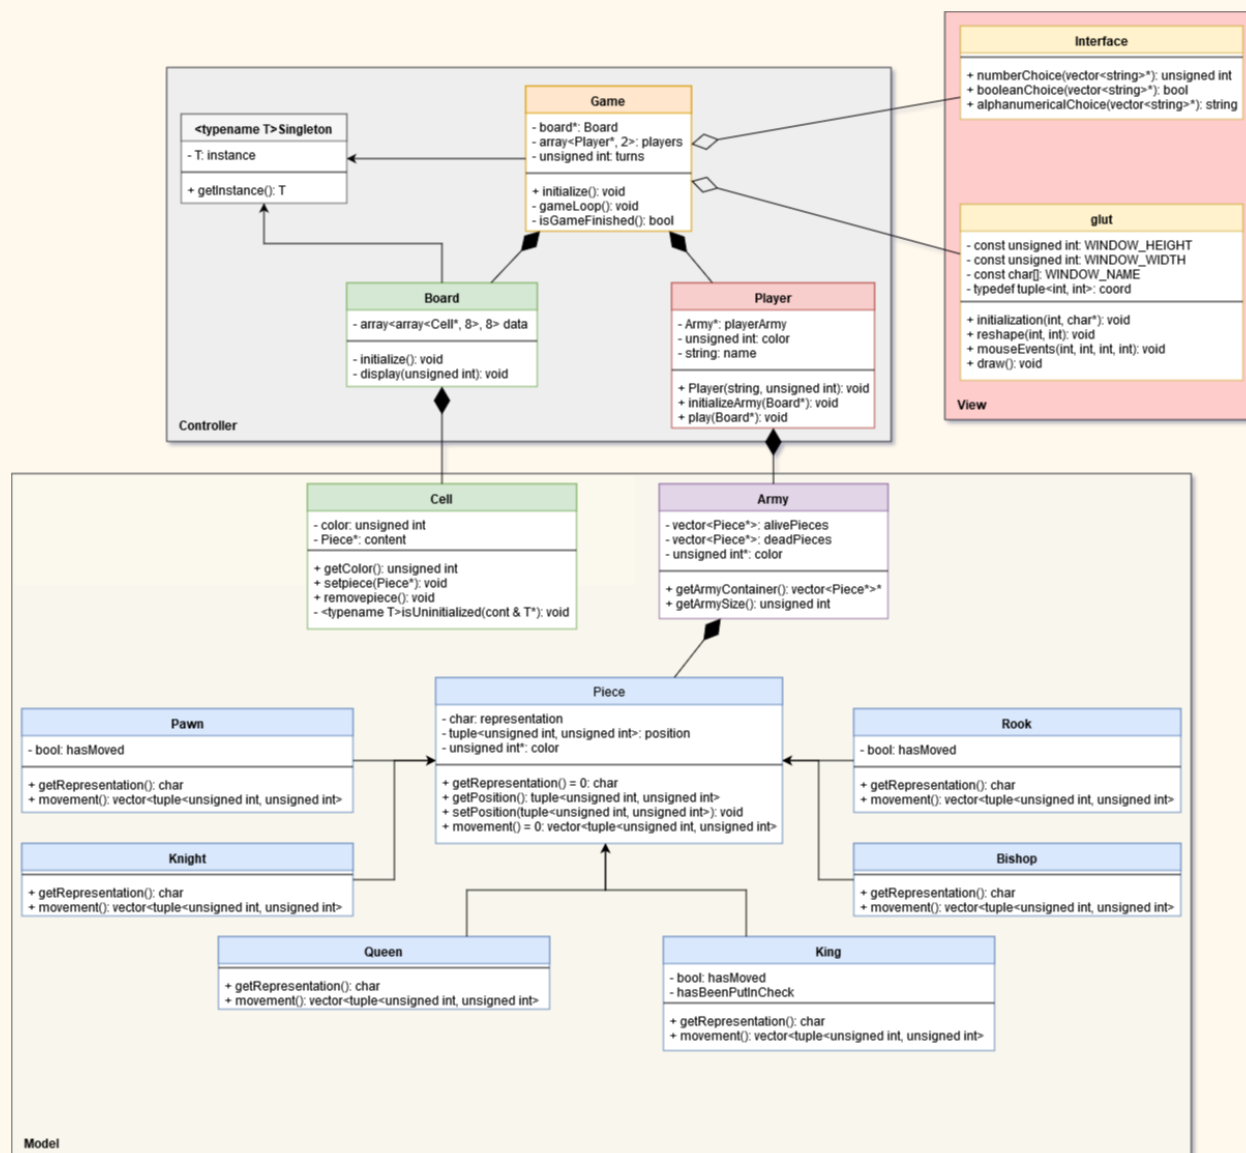 Interface
+ numberChoice(vector<string>*): unsigned int
+ booleanChoice(vector<string>*): bool
+ alphanumericalChoice(vector<string>*): string
glut
- const unsigned int: WINDOW_HEIGHT
- const unsigned int: WINDOW_WIDTH
- const char[]: WINDOW_NAME
- typedef tuple<int, int>: coord
+ initialization(int, char*): void
+ reshape(int, int): void
+ mouseEvents(int, int, int, int): void
+ draw(): void
View
Game
- board*: Board
- array<Player*, 2>: players
- unsigned int: turns
+ initialize(): void
- gameLoop(): void
- isGameFinished(): bool
<typename T>Singleton
- T: instance
+ getInstance(): T
Board
- array<array<Cell*, 8>, 8> data
- initialize(): void
- display(unsigned int): void
Player
- Army*: playerArmy
- unsigned int: color
- string: name
+ Player(string, unsigned int): void
+ initializeArmy(Board*): void
+ play(Board*): void
Controller
Cell
- color: unsigned int
- Piece*: content
+ getColor(): unsigned int
+ setpiece(Piece*): void
+ removepiece(): void
- <typename T>isUninitialized(cont & T*): void
Army
- vector<Piece*>: alivePieces
- vector<Piece*>: deadPieces
- unsigned int*: color
+ getArmyContainer(): vector<Piece*>*
+ getArmySize(): unsigned int
Piece
- char: representation
- tuple<unsigned int, unsigned int>: position
- unsigned int*: color
+ getRepresentation() = 0: char
+ getPosition(): tuple<unsigned int, unsigned int>
+ setPosition(tuple<unsigned int, unsigned int>): void
+ movement() = 0: vector<tuple<unsigned int, unsigned int>
Pawn
- bool: hasMoved
+ getRepresentation(): char
+ movement(): vector<tuple<unsigned int, unsigned int>
Rook
- bool: hasMoved
+ getRepresentation(): char
+ movement(): vector<tuple<unsigned int, unsigned int>
Knight
+ getRepresentation(): char
+ movement(): vector<tuple<unsigned int, unsigned int>
Bishop
+ getRepresentation(): char
+ movement(): vector<tuple<unsigned int, unsigned int>
Queen
+ getRepresentation(): char
+ movement(): vector<tuple<unsigned int, unsigned int>
King
- bool: hasMoved
- hasBeenPutInCheck
+ getRepresentation(): char
+ movement(): vector<tuple<unsigned int, unsigned int>
Model